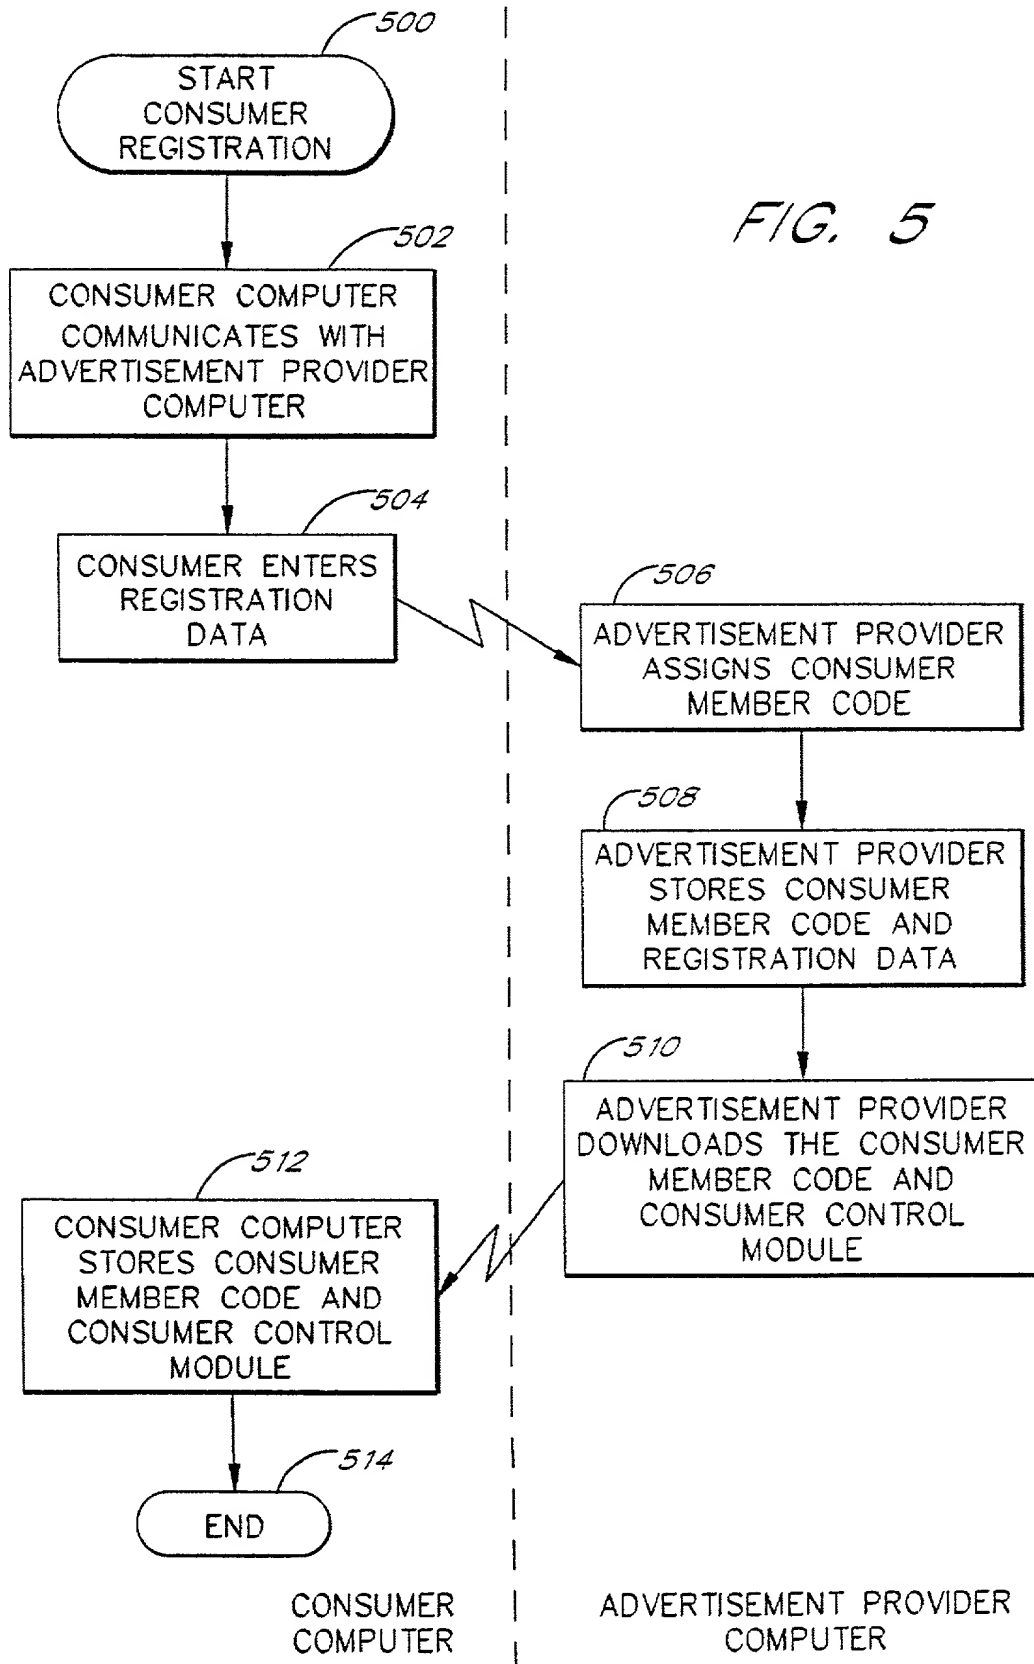 500
START
CONSUMER
REGISTRATION
FIG. 5
502
CONSUMER COMPUTER
COMMUNICATES WITH
ADVERTISEMENT PROVIDER
COMPUTER
504
CONSUMER ENTERS
REGISTRATION
DATA
506
ADVERTISEMENT PROVIDER
ASSIGNS CONSUMER
MEMBER CODE
508
ADVERTISEMENT PROVIDER
STORES CONSUMER
MEMBER CODE AND
REGISTRATION DATA
510
ADVERTISEMENT PROVIDER
DOWNLOADS THE CONSUMER
MEMBER CODE AND
CONSUMER CONTROL
MODULE
512
CONSUMER COMPUTER
STORES CONSUMER
MEMBER CODE AND
CONSUMER CONTROL
MODULE
514
END
CONSUMER
COMPUTER
ADVERTISEMENT PROVIDER
COMPUTER